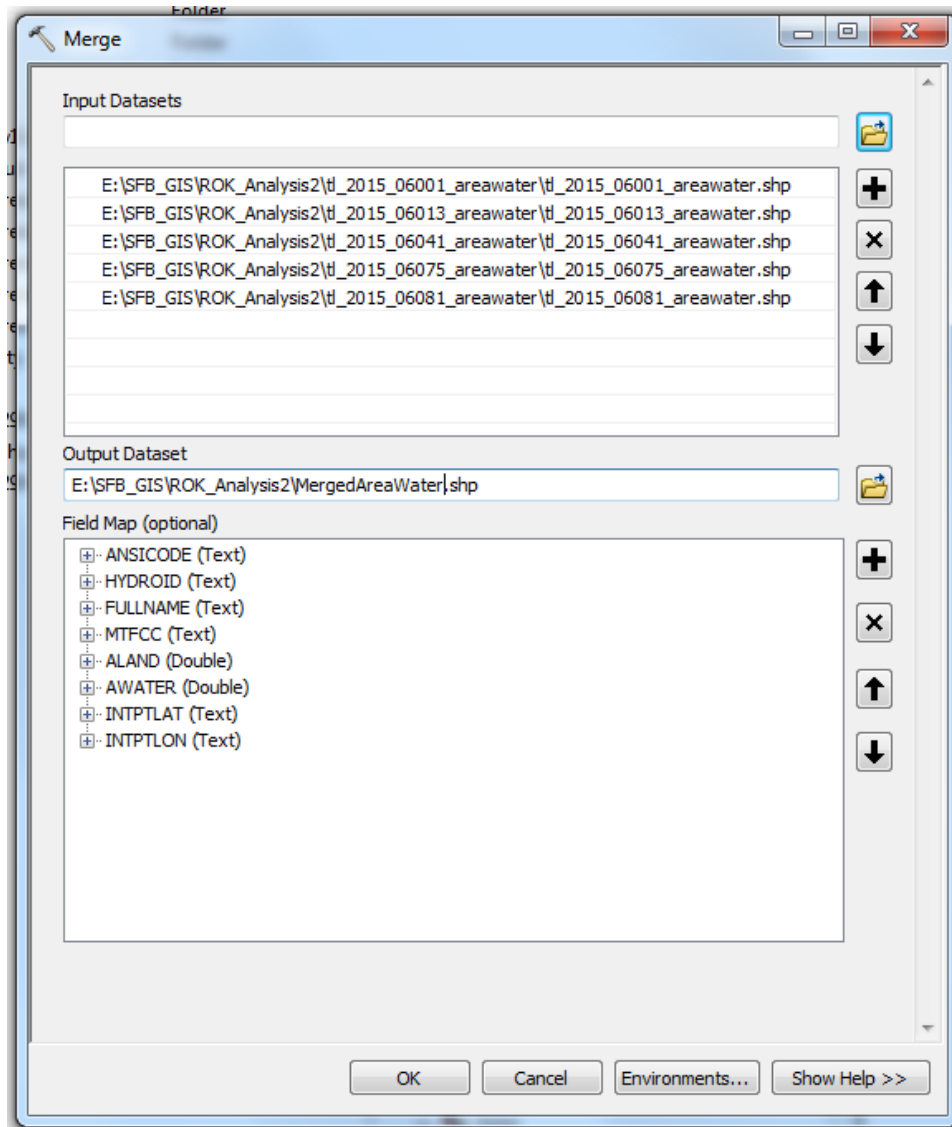 Folder
Merge
Input Datasets
E:\SFB_GIS\ROK_Analysis2\tl_2015_06001_areawater\tl_2015_06001_areawater.shp
E:\SFB_GIS\ROK_Analysis2\tl_2015_06013_areawater\tl_2015_06013_areawater.shp
E:\SFB_GIS\ROK_Analysis2\tl_2015_06041_areawater\tl_2015_06041_areawater.shp
E:\SFB_GIS\ROK_Analysis2\tl_2015_06075_areawater\tl_2015_06075_areawater.shp
E:\SFB_GIS\ROK_Analysis2\tl_2015_06081_areawater\tl_2015_06081_areawater.shp
Output Dataset
E:\SFB_GIS\ROK_Analysis2\MergedAreaWater.shp
Field Map (optional)
ANSICODE (Text)
HYDROID (Text)
FULLNAME (Text)
MTFCC (Text)
ALAND (Double)
AWATER (Double)
INTPTLAT (Text)
INTPTLON (Text)
OK Cancel Environments... Show Help >>